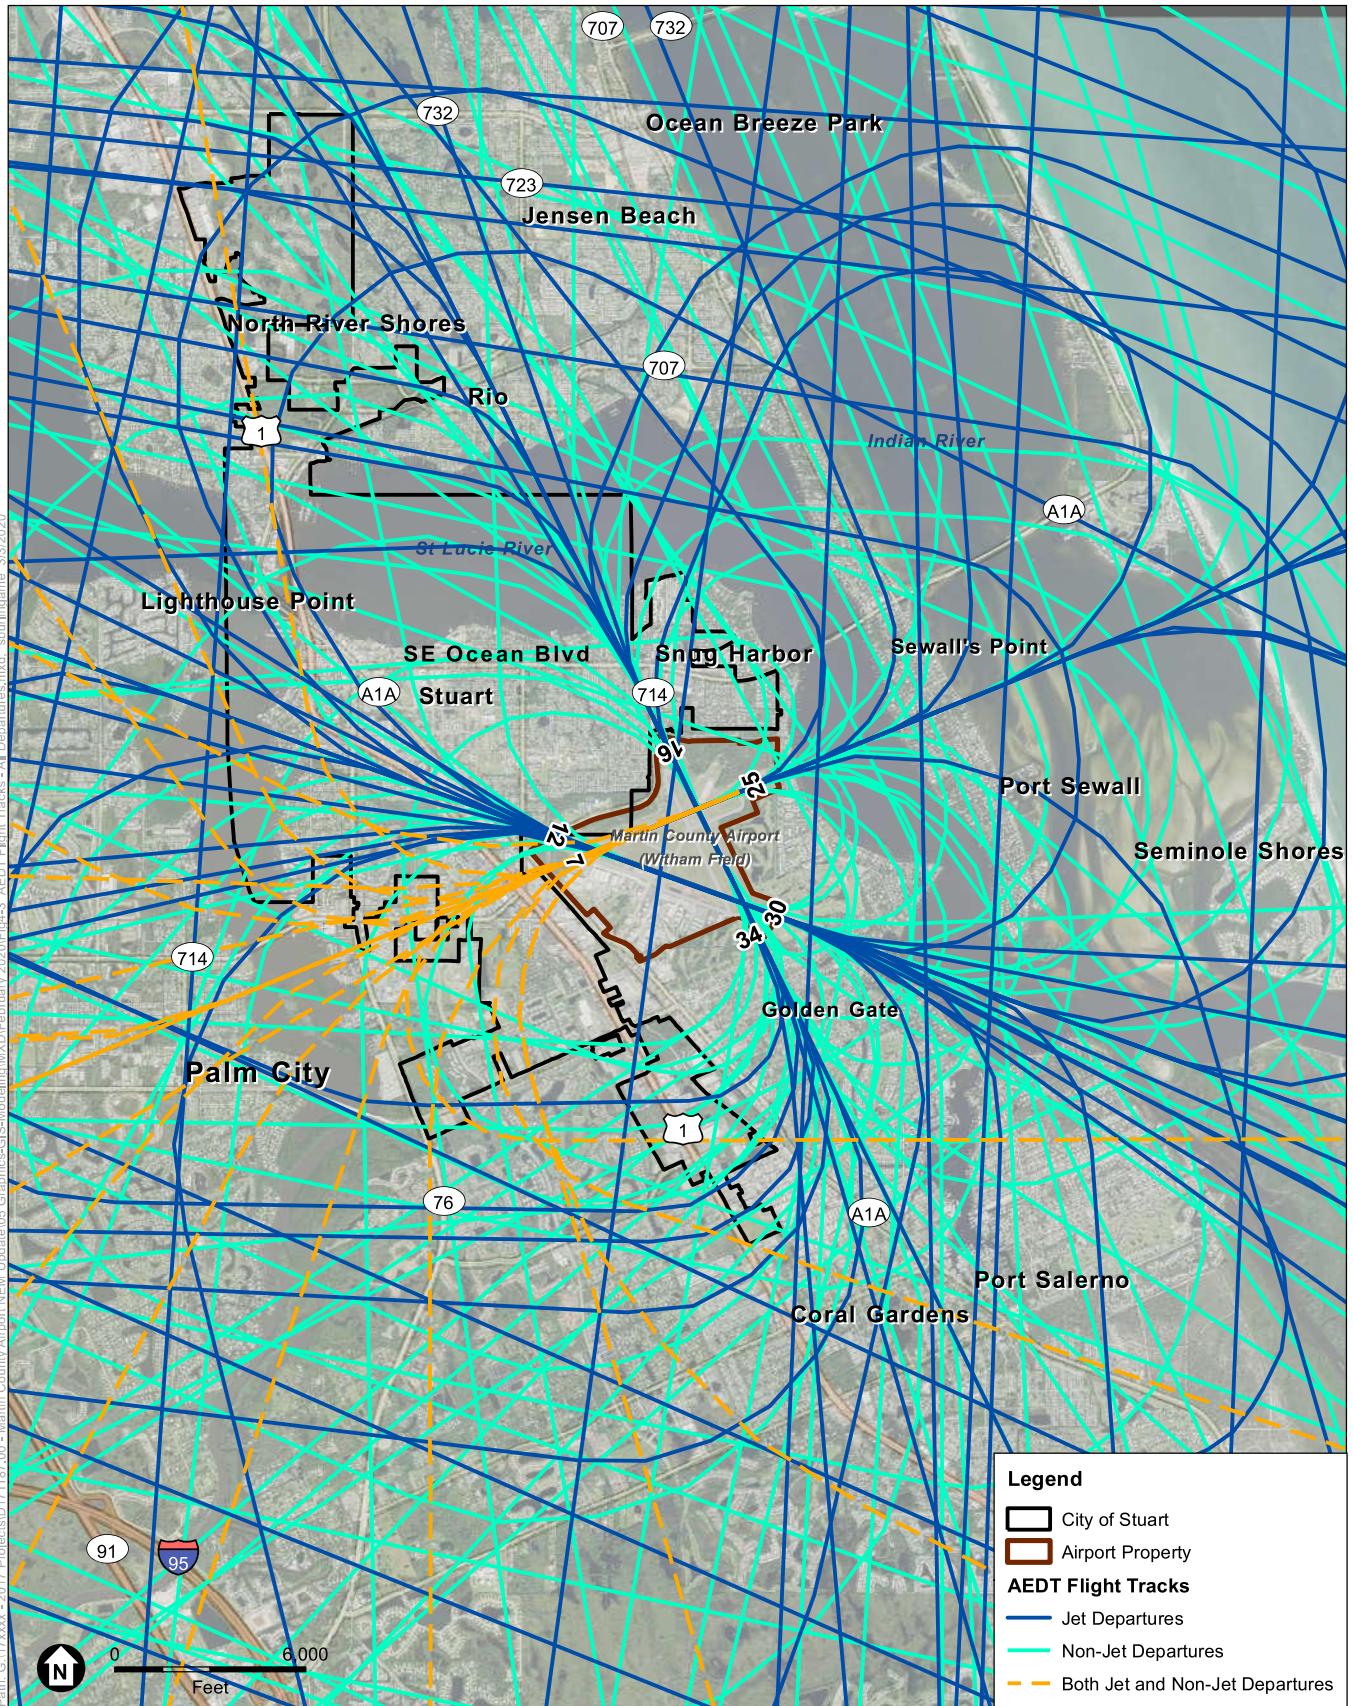 707
732
732
Ocean Breeze Park
723
Jensen Beach
North River Shores
707
Rio
1
Indian River
A1A
St Lucie River
Lighthouse Point
SE Ocean Blvd
Snug Harbor
Sewall's Point
A1A
Stuart
714
16
25
Port Sewall
12
Martin County Airport
(Witham Field)
7
Seminole Shores
30
34
714
Golden Gate
Palm City
1
76
A1A
Port Salerno
Coral Gardens
91
95
N
0
6,000
Feet
Legend
City of Stuart
Airport Property
AEDT Flight Tracks
Jet Departures
Non-Jet Departures
Both Jet and Non-Jet Departures